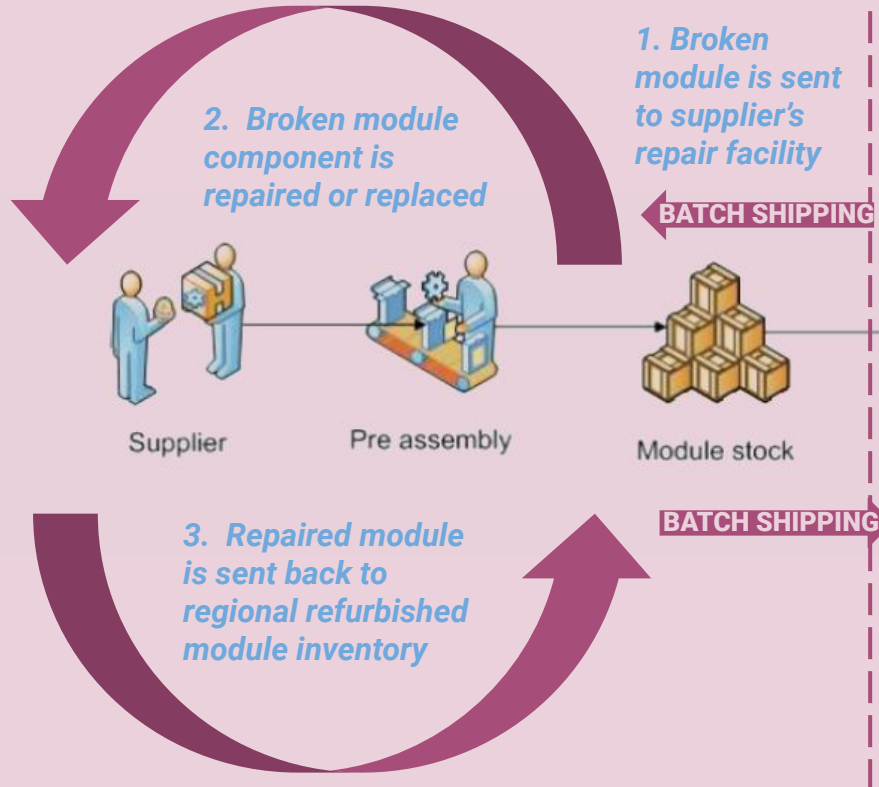 1. Broken
module is sent
to supplier's
repair facility
2. Broken module
component is
repaired or replaced
BATCH SHIPPING
Supplier
Pre assembly
Module stock
BATCH SHIPPING
3. Repaired module
is sent back to
regional refurbished
module inventory